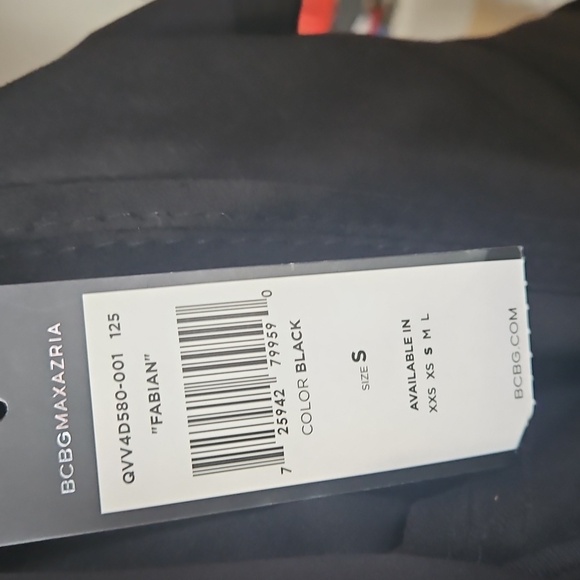 BCBGMAXAZRIA
QVV4D580-001 125
"FABIAN"
7 25942 79959 0
COLOR BLACK
SIZE S
AVAILABLE IN
XXS XS S M L
BCBG.COM